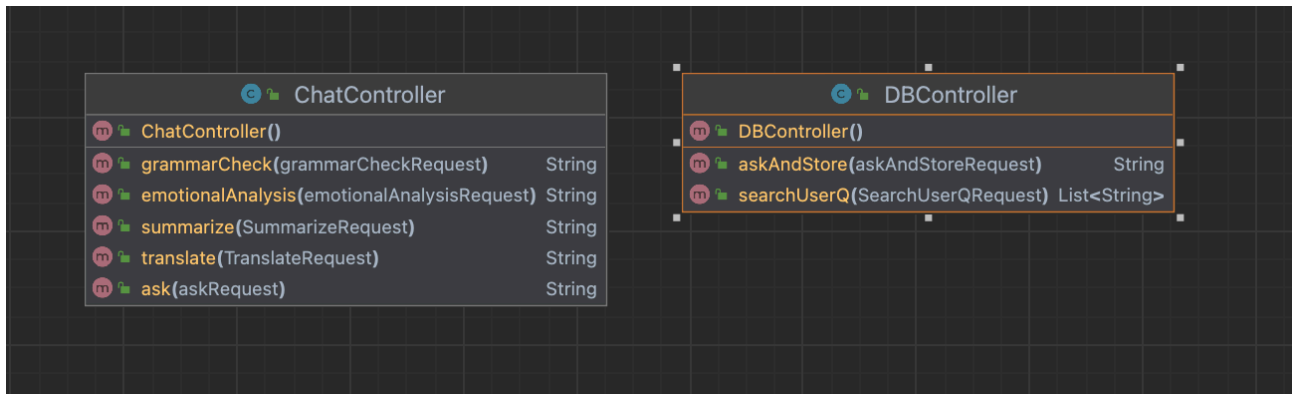 ChatController
ChatController()
grammarCheck(grammarCheckRequest) String
emotionalAnalysis(emotionalAnalysisRequest) String
summarize(SummarizeRequest) String
translate(TranslateRequest) String
ask(askRequest) String
DBController
DBController()
askAndStore(askAndStoreRequest) String
searchUserQ(SearchUserQRequest) List<String>